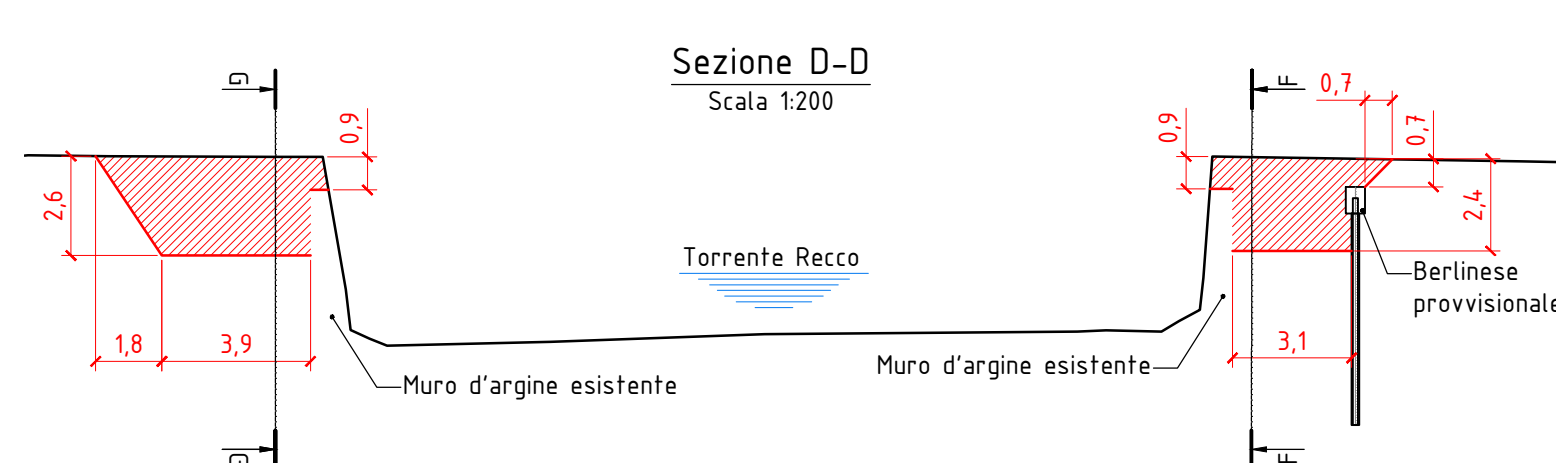 Sezione D-D
Scala 1:200
G
F
0,7
0,9
0,9
0,7
2,6
2,4
Torrente Recco
Berlinese
provvisionale
1,8
3,9
3,1
Muro d'argine esistente
Muro d'argine esistente
G
F